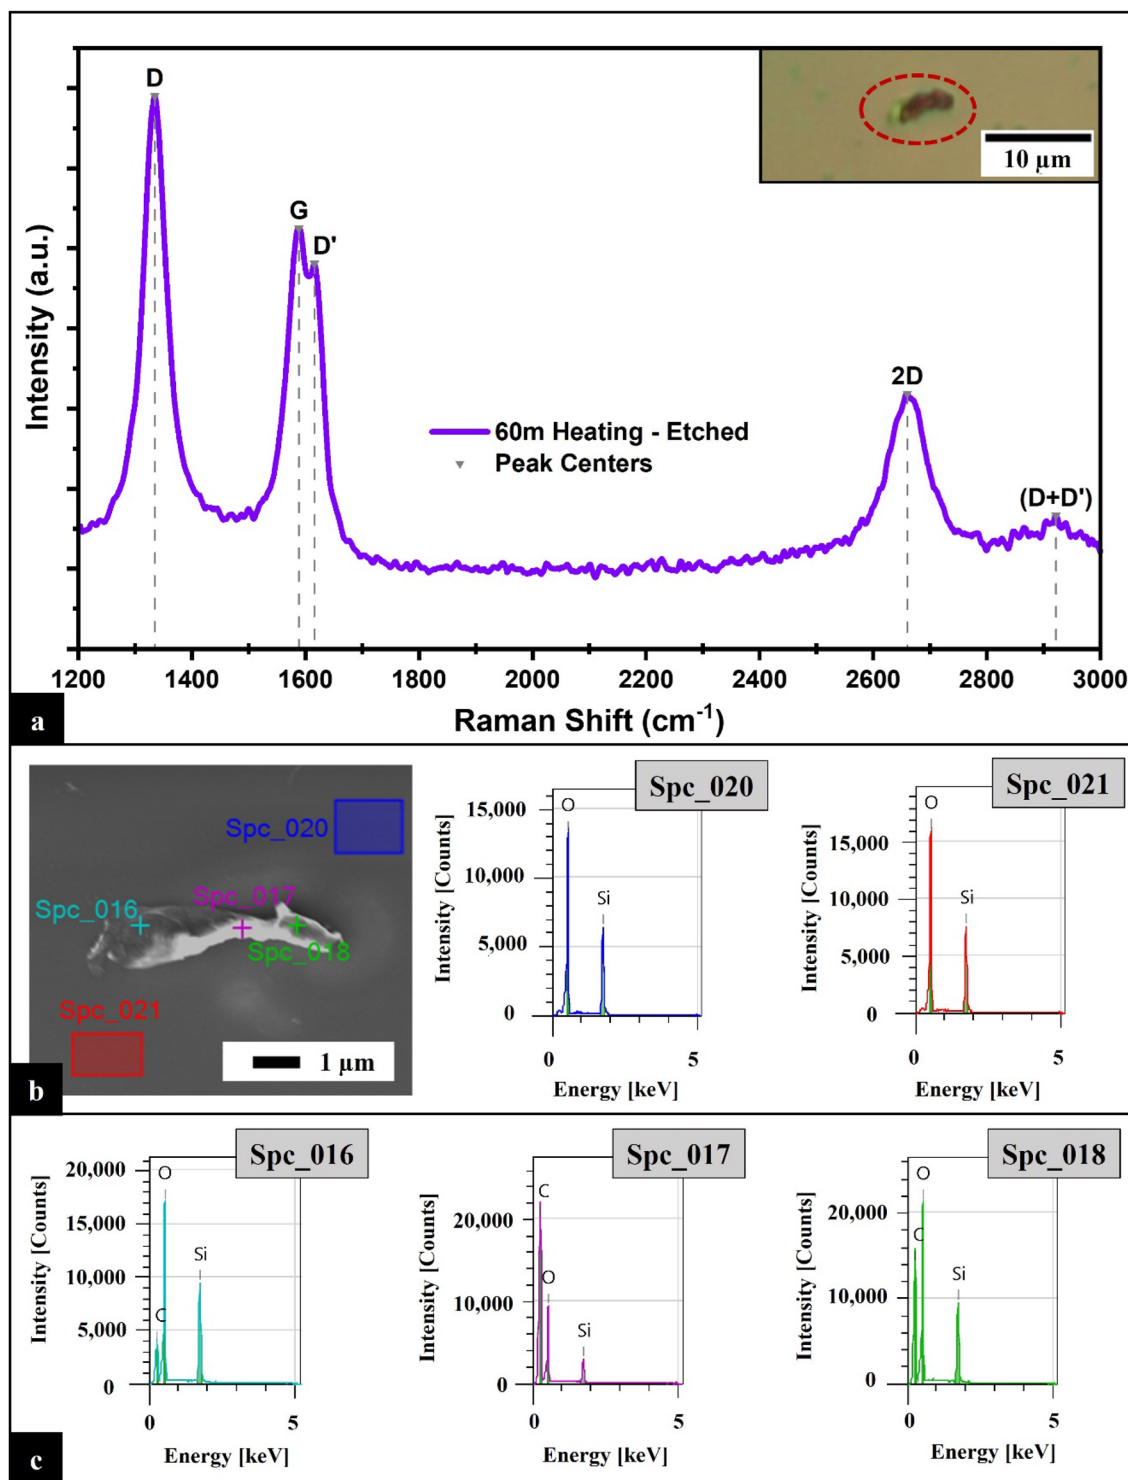 D
G
D'
2D
(D+D')
10 µm
Intensity (a.u.)
60m Heating - Etched
Peak Centers
1200 1400 1600 1800 2000 2200 2400 2600 2800 3000
Raman Shift (cm-1)
a
Spc_020
Spc_016
Spc_017
Spc_018
Spc_021
1 µm
b
Spc_020
Intensity [Counts]
15,000
10,000
5,000
0
O
Si
0 5
Energy [keV]
Spc_021
Intensity [Counts]
15,000
10,000
5,000
0
O
Si
0 5
Energy [keV]
Spc_016
Intensity [Counts]
20,000
15,000
10,000
5,000
0
O
C
Si
0 5
Energy [keV]
Spc_017
Intensity [Counts]
20,000
10,000
0
C
O
Si
0 5
Energy [keV]
Spc_018
Intensity [Counts]
20,000
10,000
0
O
C
Si
0 5
Energy [keV]
c